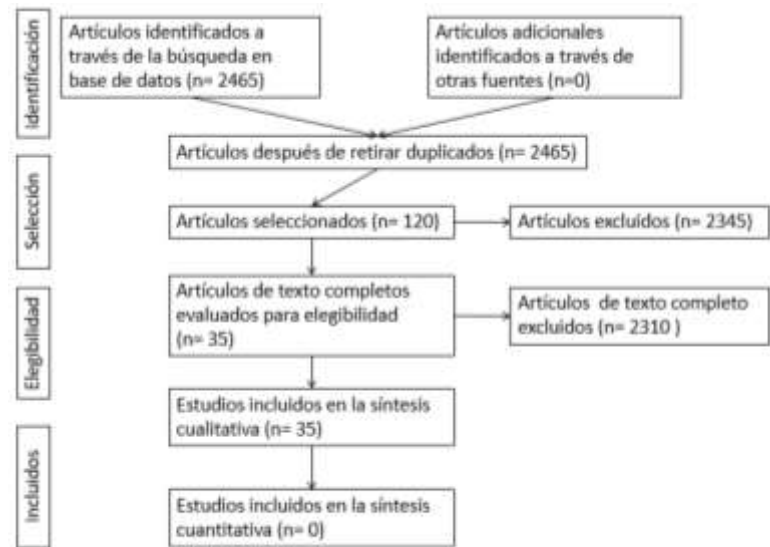 Identificación
Artículos identificados a
través de la búsqueda en
base de datos (n= 2465)
Artículos adicionales
identificados a través de
otras fuentes (n=0)
Artículos después de retirar duplicados (n= 2465)
Selección
Artículos seleccionados (n= 120)
Artículos excluidos (n= 2345)
Elegibilidad
Artículos de texto completos
evaluados para elegibilidad
(n= 35)
Artículos de texto completo
excluidos (n= 2310 )
Estudios incluidos en la síntesis
cualitativa (n= 35)
Incluidos
Estudios incluidos en la síntesis
cuantitativa (n= 0)